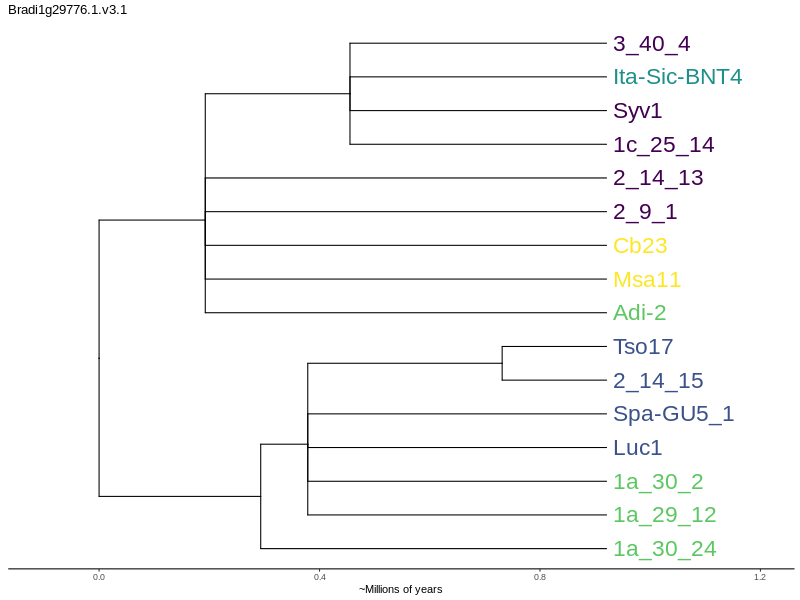 Bradi1g29776.1.v3.1
3_40_4
Ita-Sic-BNT4
Syv1
1c_25_14
2_14_13
2_9_1
Cb23
Msa11
Adi-2
Tso17
2_14_15
Spa-GU5_1
Luc1
1a_30_2
1a_29_12
1a_30_24
0.0 0.4 0.8 1.2
~Millions of years